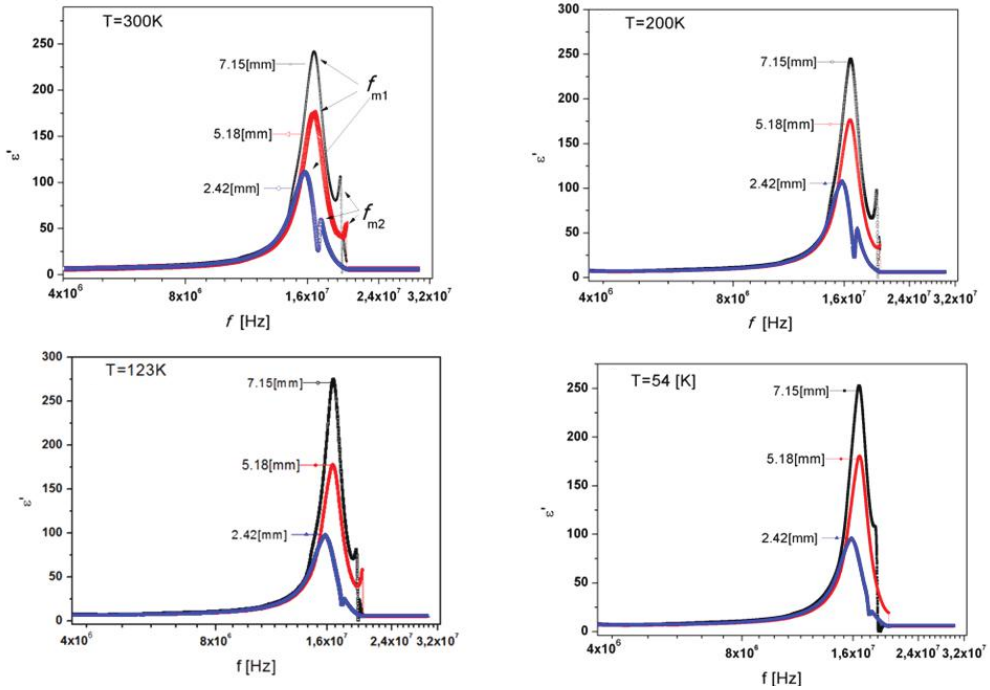 T=300K
250
200
150
100
50
0
ε'
7.15[mm]
5.18[mm]
2.42[mm]
fm1
fm2
4x10⁶
8x10⁶
1,6x10⁷
2,4x10⁷
3,2x10⁷
f [Hz]
T=200K
300
250
200
150
100
50
0
ε'
7.15[mm]
5.18[mm]
2.42[mm]
4x10⁶
8x10⁶
1,6x10⁷
2,4x10⁷
3,2x10⁷
f [Hz]
T=123K
300
250
200
150
100
50
0
ε'
7.15[mm]
5.18[mm]
2.42[mm]
4x10⁶
8x10⁶
1,6x10⁷
2,4x10⁷
3,2x10⁷
f [Hz]
T=54 [K]
250
200
150
100
50
0
ε'
7.15[mm]
5.18[mm]
2.42[mm]
4x10⁶
8x10⁶
1,6x10⁷
2,4x10⁷
3,2x10⁷
f [Hz]